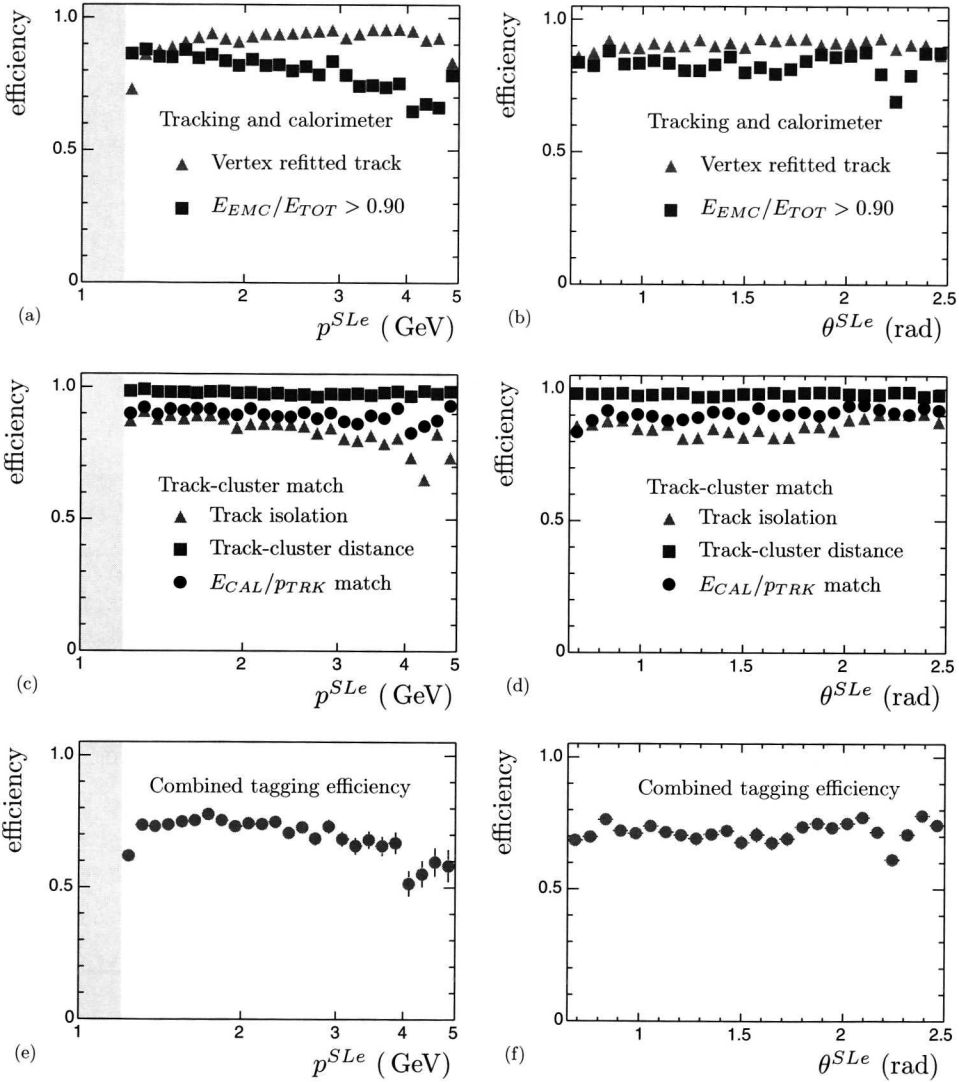 efficiency
1.0
0.5
0
Tracking and calorimeter
Vertex refitted track
E_EMC/E_TOT > 0.90
1 2 3 4 5
(a)
p^SLe (GeV)
efficiency
1.0
0.5
0
Tracking and calorimeter
Vertex refitted track
E_EMC/E_TOT > 0.90
1 1.5 2 2.5
(b)
θ^SLe (rad)
efficiency
1.0
0.5
0
Track-cluster match
Track isolation
Track-cluster distance
E_CAL/p_TRK match
1 2 3 4 5
(c)
p^SLe (GeV)
efficiency
1.0
0.5
0
Track-cluster match
Track isolation
Track-cluster distance
E_CAL/p_TRK match
1 1.5 2 2.5
(d)
θ^SLe (rad)
efficiency
1.0
0.5
0
Combined tagging efficiency
1 2 3 4 5
(e)
p^SLe (GeV)
efficiency
1.0
0.5
0
Combined tagging efficiency
1 1.5 2 2.5
(f)
θ^SLe (rad)